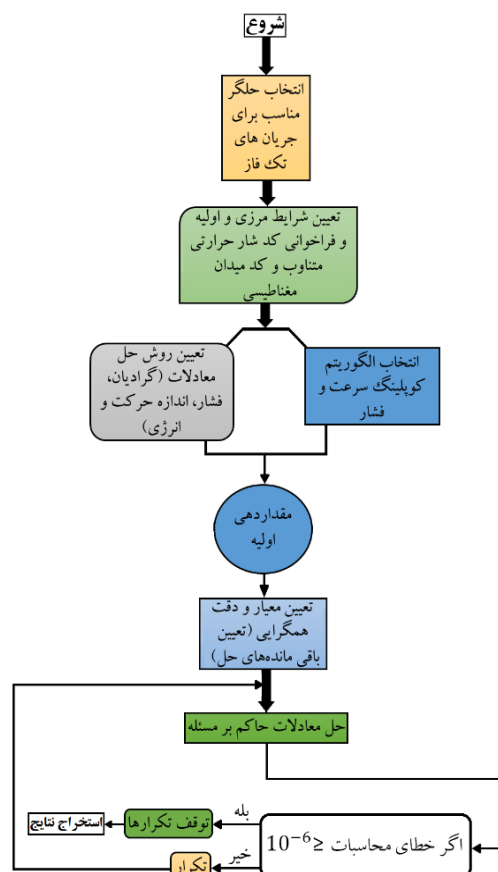 شروع
انتخاب حلگر
مناسب برای
جریان های
تک فاز
تعیین شرایط مرزی و اولیه
و فراخوانی کد شار حرارتی
متناوب و کد میدان
مغناطیسی
انتخاب الگوریتم
کوپلینگ سرعت و
فشار
تعیین روش حل
معادلات (گرادیان،
فشار، اندازه حرکت و
انرژی)
مقداردهی
اولیه
تعیین معیار و دقت
همگرایی (تعیین
باقی مانده‌های حل)
حل معادلات حاکم بر مسئله
اگر خطای محاسبات ≤ 10⁻⁶
بله
توقف تکرارها
استخراج نتایج
خیر
تکرار